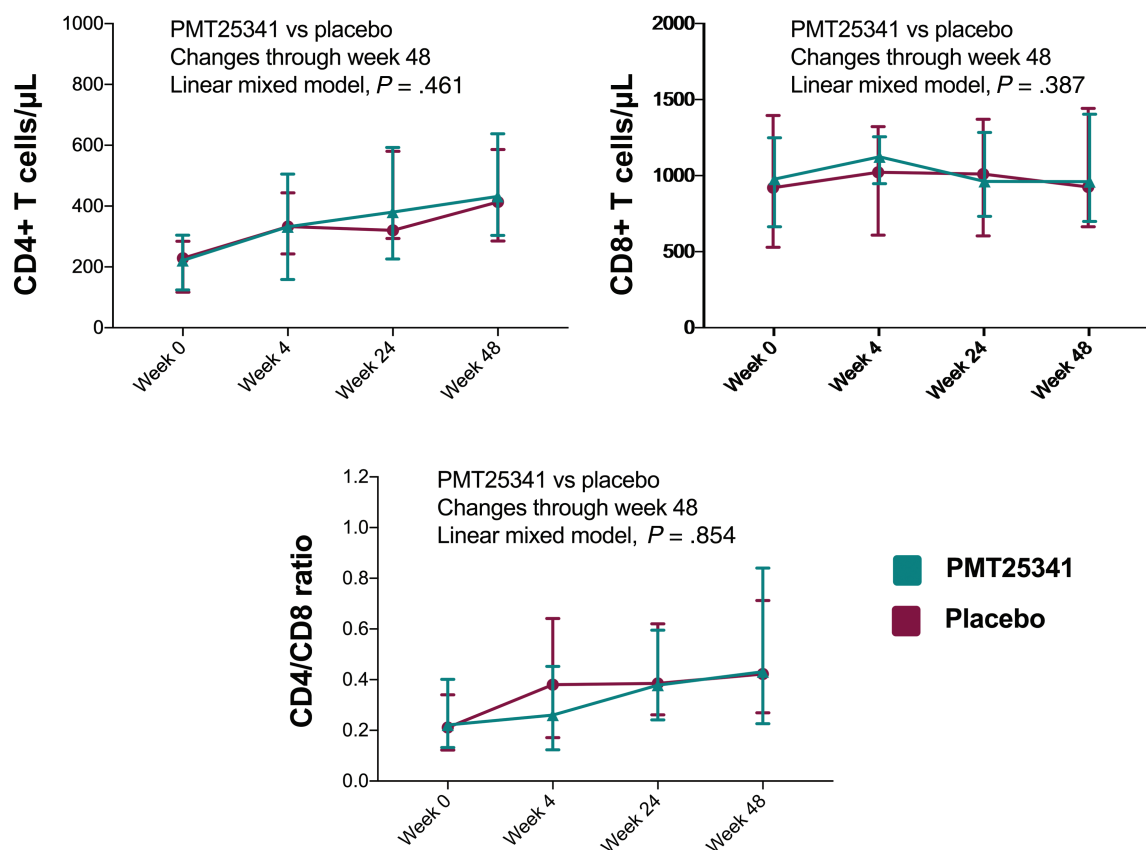 PMT25341 vs placebo
Changes through week 48
Linear mixed model, P = .461
CD4+ T cells/µL
1000
800
600
400
200
0
Week 0
Week 4
Week 24
Week 48
PMT25341 vs placebo
Changes through week 48
Linear mixed model, P = .387
CD8+ T cells/µL
2000
1500
1000
500
0
Week 0
Week 4
Week 24
Week 48
PMT25341 vs placebo
Changes through week 48
Linear mixed model, P = .854
CD4/CD8 ratio
1.2
1.0
0.8
0.6
0.4
0.2
0.0
Week 0
Week 4
Week 24
Week 48
PMT25341
Placebo